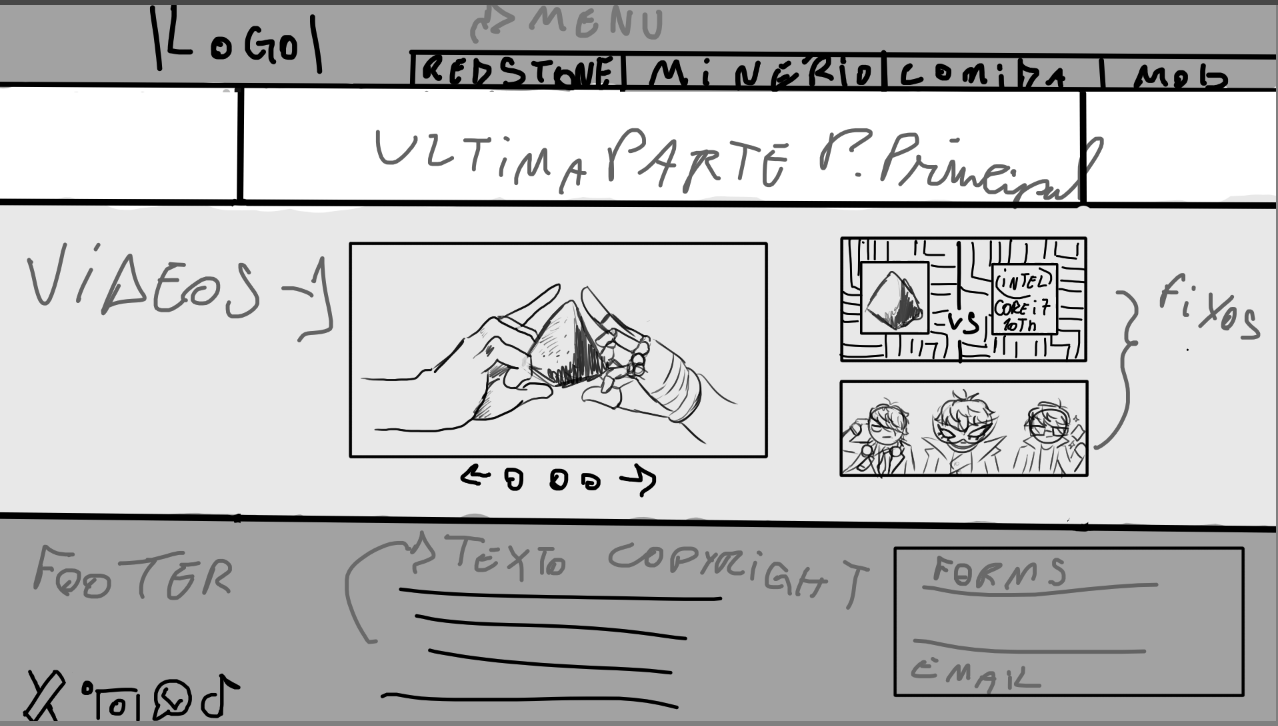 LOGO
MENU
REDSTONE MiNÉRIO COMiDA MOD
ULTiMA PARTE P. Principal
ViDEOS
(iNTEL)
CORE i7
10Th
VS
FiXOS
FOOTER
TEXTO COPYRiGHT
FORMS
EMAIL